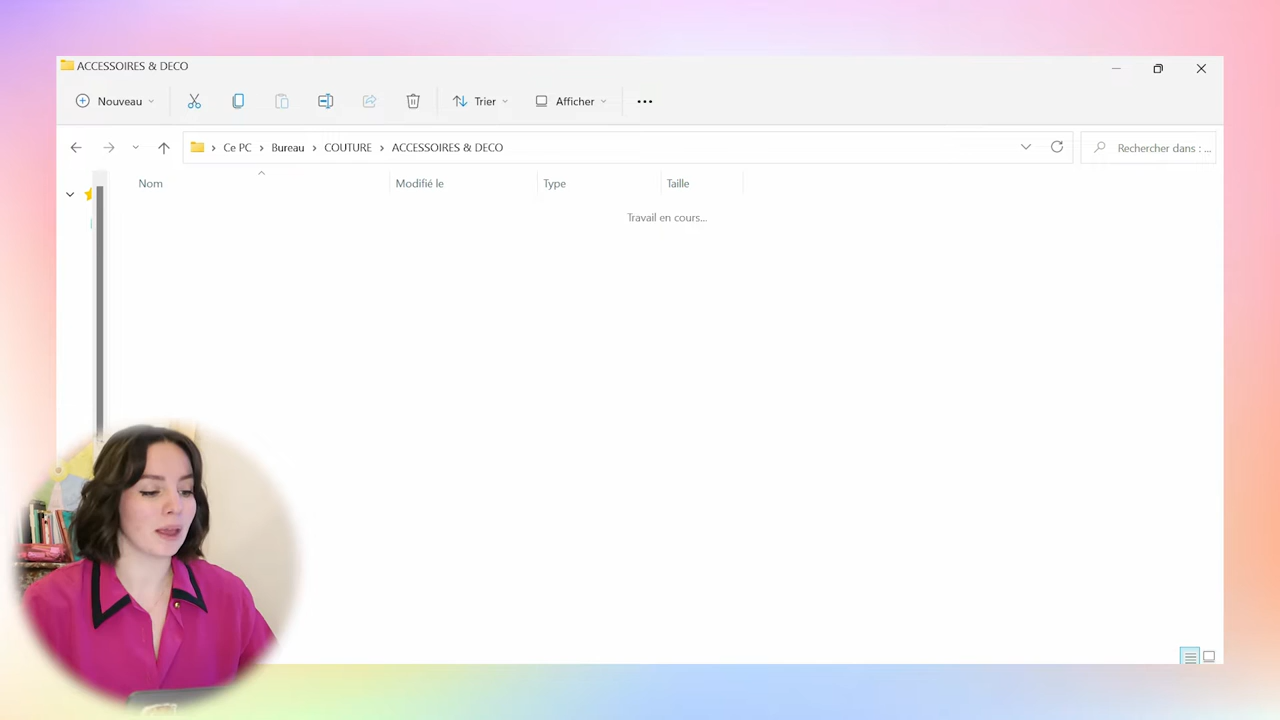 ACCESSOIRES & DECO
Nouveau
Trier
Afficher
Ce PC > Bureau > COUTURE > ACCESSOIRES & DECO
Rechercher dans : ...
Nom
Modifié le
Type
Taille
Travail en cours...